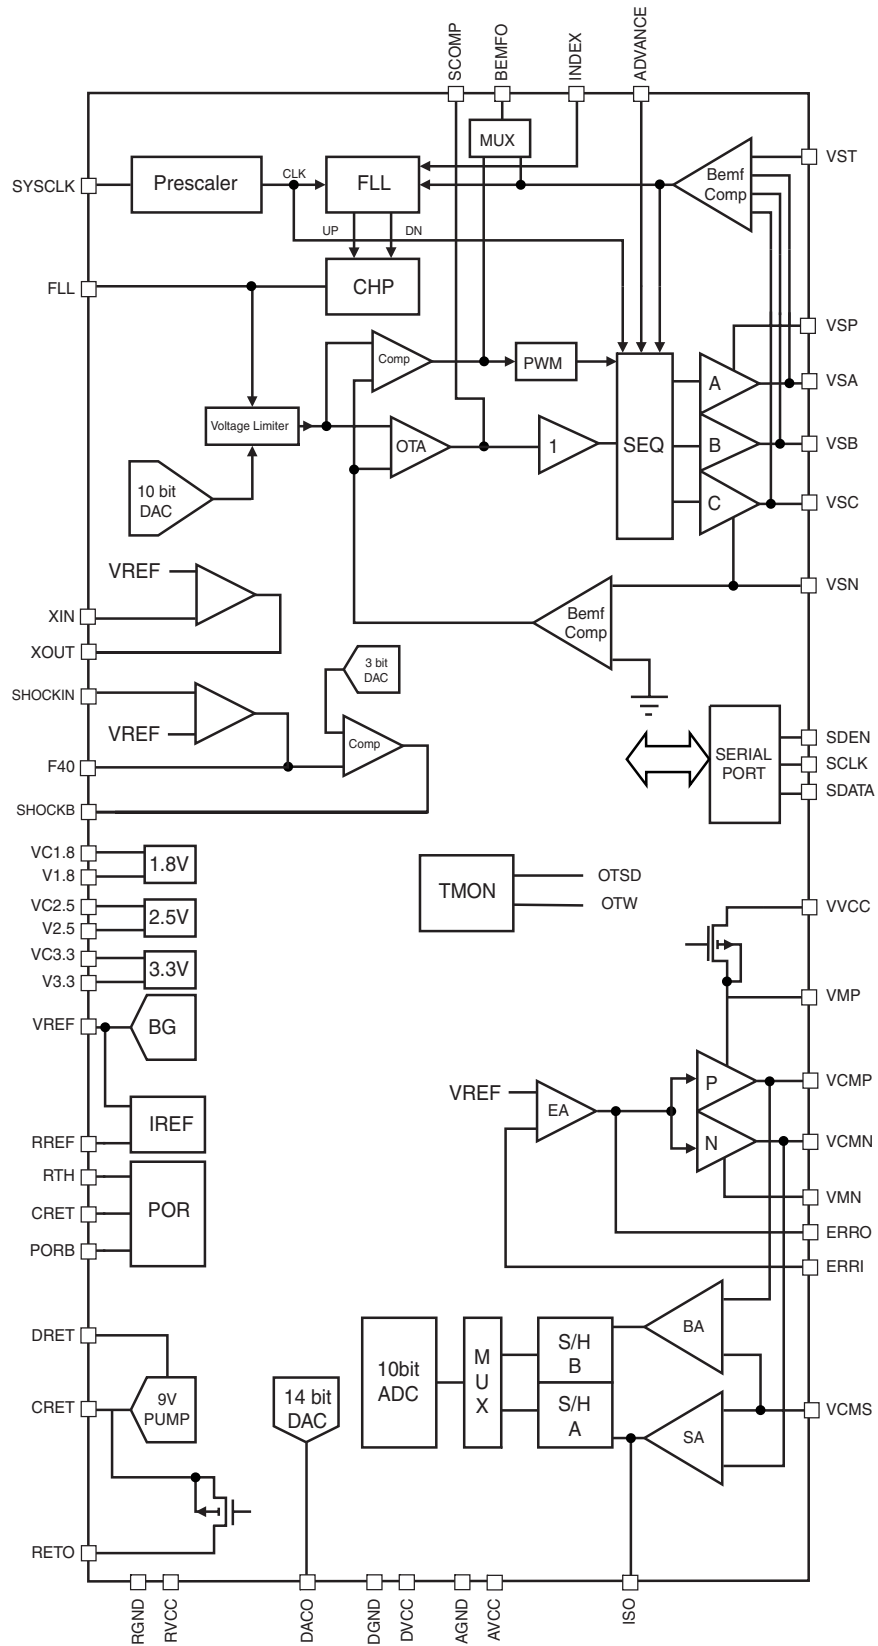 SCOMP
BEMFO
INDEX
ADVANCE
MUX
VST
SYSCLK
Prescaler
CLK
FLL
Bemf
Comp
UP
DN
FLL
CHP
VSP
Comp
PWM
A
VSA
Voltage Limiter
OTA
1
SEQ
B
VSB
10 bit
DAC
C
VSC
VREF
VSN
XIN
Bemf
Comp
XOUT
3 bit
DAC
SHOCKIN
VREF
Comp
SDEN
F40
SERIAL
PORT
SCLK
SDATA
SHOCKB
VC1.8
1.8V
V1.8
TMON
OTSD
OTW
VC2.5
2.5V
V2.5
VVCC
VC3.3
3.3V
V3.3
VMP
VREF
BG
VREF
EA
P
VCMP
IREF
RREF
N
VCMN
RTH
POR
CRET
PORB
VMN
ERRO
ERRI
DRET
BA
10bit
ADC
M
U
X
S/H
B
S/H
A
CRET
9V
PUMP
14 bit
DAC
SA
VCMS
RETO
RGND
RVCC
DACO
DGND
DVCC
AGND
AVCC
ISO